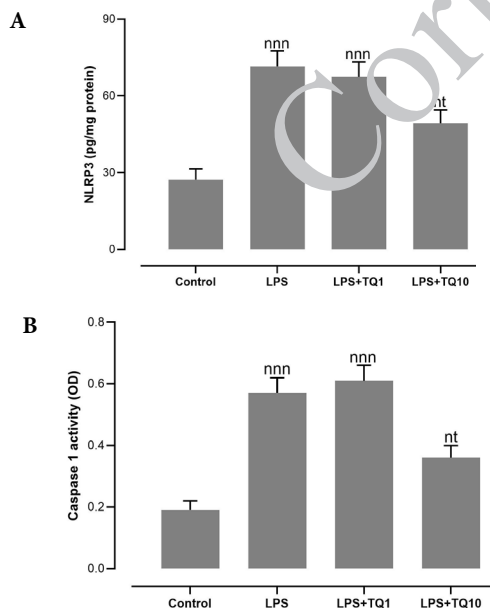 A
90
60
30
0
NLRP3 (pg/mg protein)
nnn
nnn
nt
Control LPS LPS+TQ1 LPS+TQ10
Cor
B
0.8
0.6
0.4
0.2
0.0
Caspase 1 activity (OD)
nnn
nnn
nt
Control LPS LPS+TQ1 LPS+TQ10